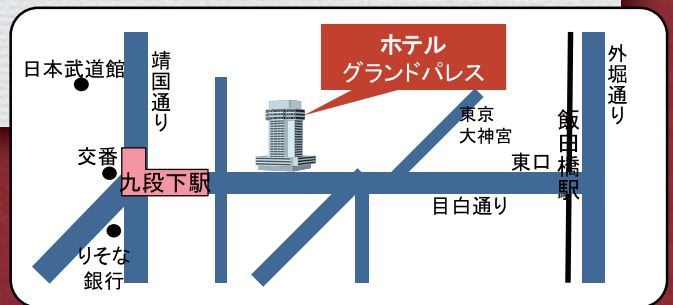 ホテル
グランドパレス
日本武道館
靖国通り
外堀通り
東京
大神宮
飯田橋駅
交番
九段下駅
東口
目白通り
りそな
銀行